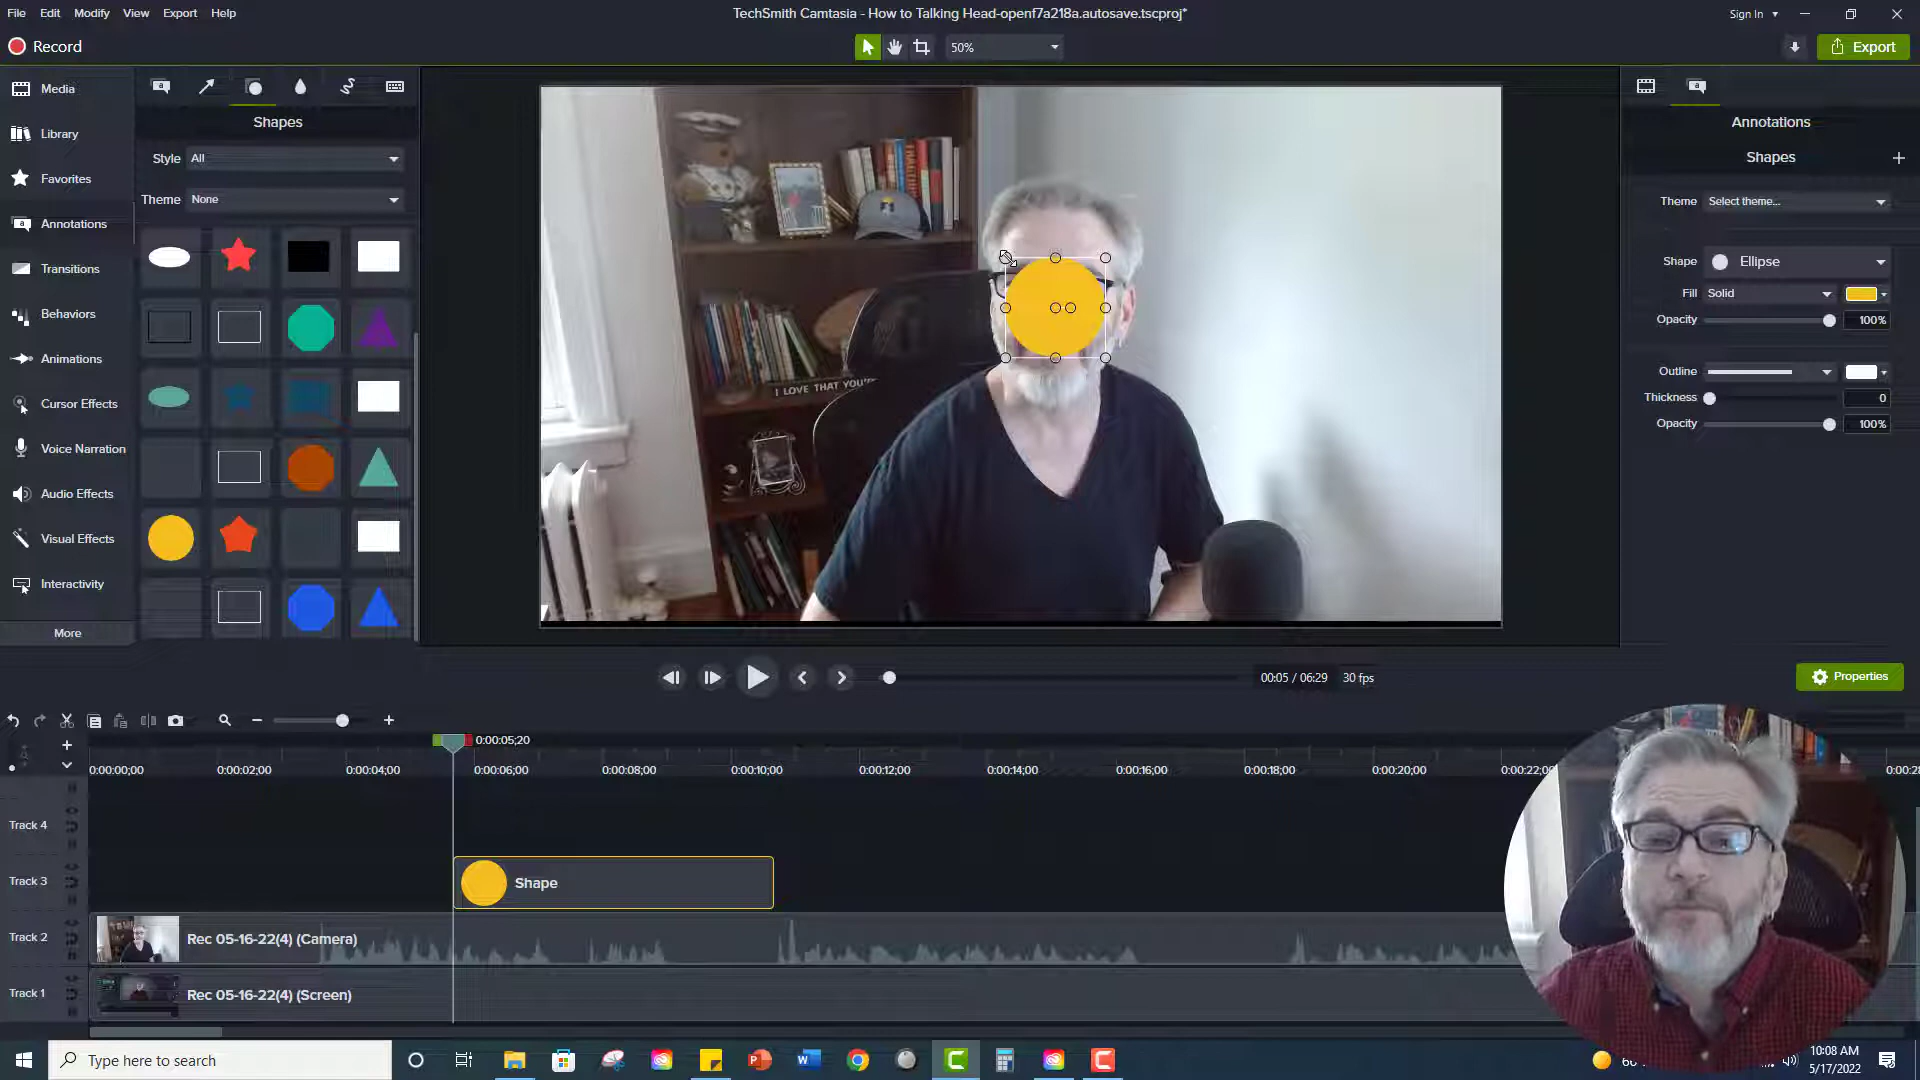 File Edit Modify View Export Help
TechSmith Camtasia - How to Talking Head-openf7a218a.autosave.tscproj*
Sign In
Record
50%
Export
Media
Library
Favorites
Annotations
Transitions
Behaviors
Animations
Cursor Effects
Voice Narration
Audio Effects
Visual Effects
Interactivity
More
Shapes
Style All
Theme None
I LOVE THAT YOU'RE
Annotations
Shapes
Theme Select theme...
Shape Ellipse
Fill Solid
Opacity 100%
Outline
Thickness 0
Opacity 100%
00:05 / 06:29 30 fps
Properties
0:00:05;20
0:00:00;00 0:00:02;00 0:00:04;00 0:00:06;00 0:00:08;00 0:00:10;00 0:00:12;00 0:00:14;00 0:00:16;00 0:00:18;00 0:00:20;00 0:00:22;00
Track 4
Track 3
Shape
Track 2
Rec 05-16-22(4) (Camera)
Track 1
Rec 05-16-22(4) (Screen)
Type here to search
10:08 AM
5/17/2022